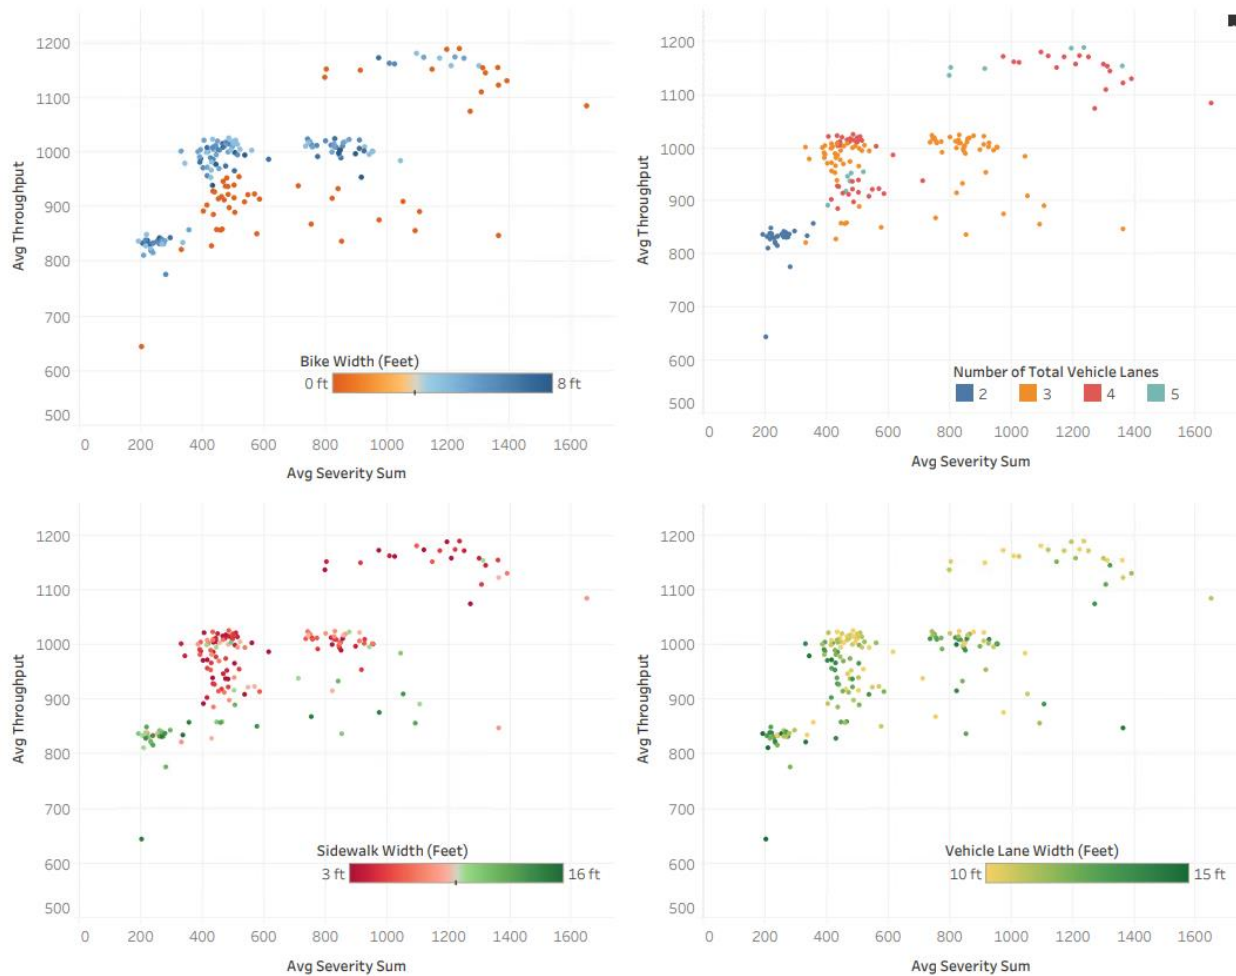 1200
1100
1000
900
800
700
600
500
Avg Throughput
Bike Width (Feet)
0 ft 8 ft
0 200 400 600 800 1000 1200 1400 1600
Avg Severity Sum
1200
1100
1000
900
800
700
600
500
Avg Throughput
Number of Total Vehicle Lanes
2 3 4 5
0 200 400 600 800 1000 1200 1400 1600
Avg Severity Sum
1200
1100
1000
900
800
700
600
500
Avg Throughput
Sidewalk Width (Feet)
3 ft 16 ft
0 200 400 600 800 1000 1200 1400 1600
Avg Severity Sum
1200
1100
1000
900
800
700
600
500
Avg Throughput
Vehicle Lane Width (Feet)
10 ft 15 ft
0 200 400 600 800 1000 1200 1400 1600
Avg Severity Sum